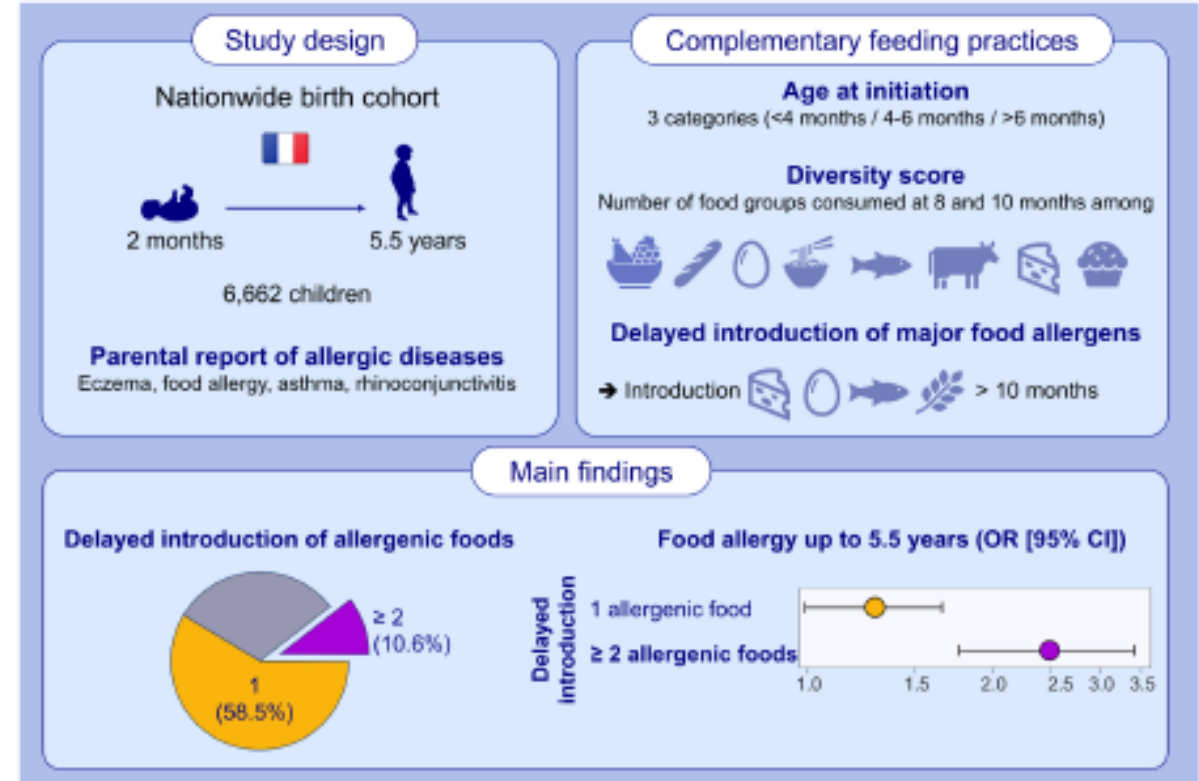 Study design
Nationwide birth cohort
2 months
5.5 years
6,662 children
Parental report of allergic diseases
Eczema, food allergy, asthma, rhinoconjunctivitis
Complementary feeding practices
Age at initiation
3 categories (<4 months / 4-6 months / >6 months)
Diversity score
Number of food groups consumed at 8 and 10 months among
Delayed introduction of major food allergens
➔ Introduction > 10 months
Main findings
Delayed introduction of allergenic foods
≥ 2
(10.6%)
1
(58.5%)
Food allergy up to 5.5 years (OR [95% CI])
Delayed
introduction
1 allergenic food
≥ 2 allergenic foods
1.0 1.5 2.0 2.5 3.0 3.5